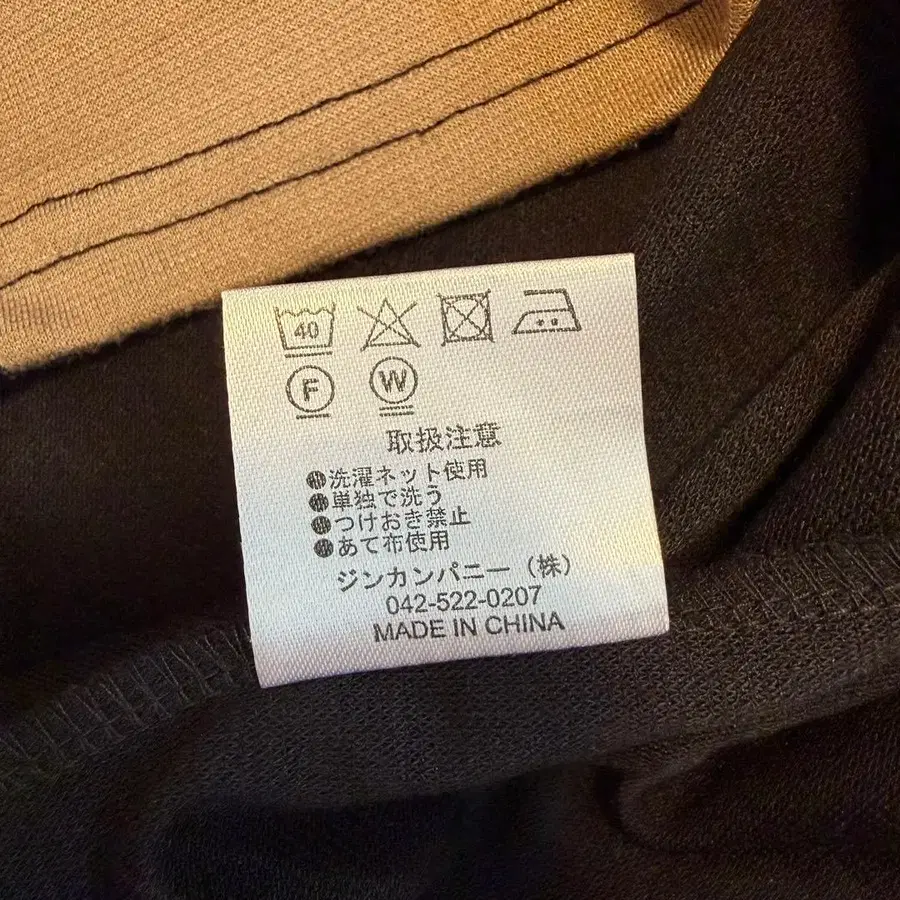 40
F W
取扱注意
●洗濯ネット使用
●単独で洗う
●つけおき禁止
●あて布使用
ジンカンパニー（株）
042-522-0207
MADE IN CHINA